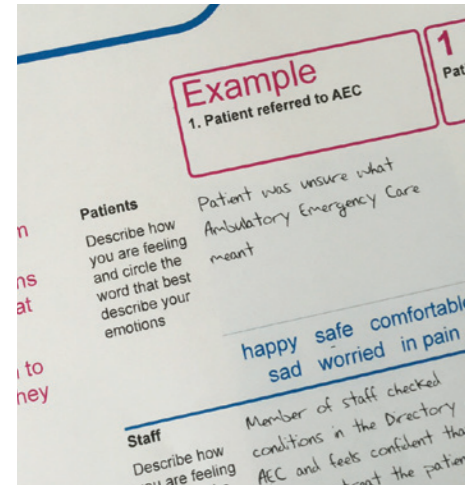 Example
1. Patient referred to AEC
1
Pat
Patients
Describe how
you are feeling
and circle the
word that best
describe your
emotions
Patient was unsure what
Ambulatory Emergency Care
meant
happy safe comfortable
sad worried in pain
Staff
Describe how
you are feeling
Member of staff checked
conditions in the Directory
AEC and feels confident tha
the patien
n
ns
at
to
ney